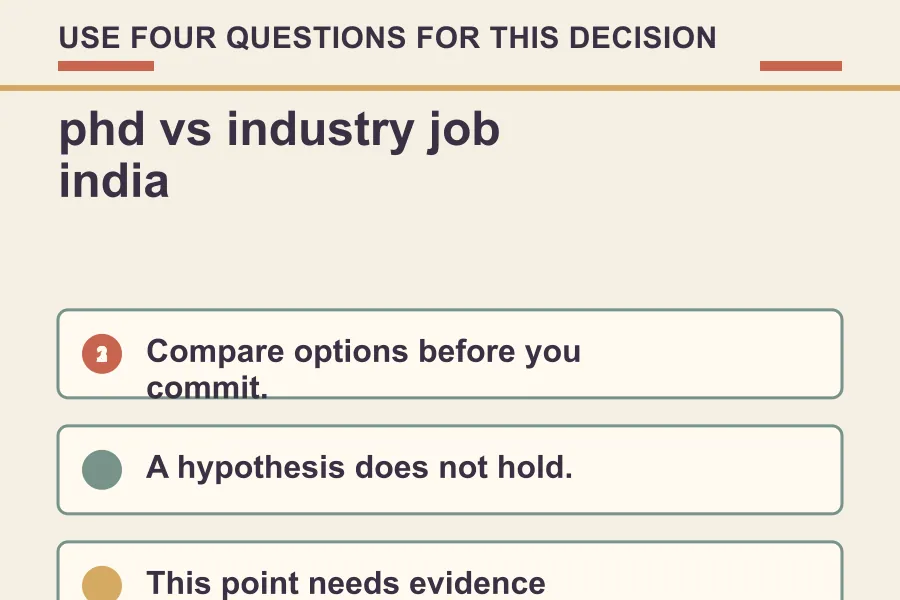 USE FOUR QUESTIONS FOR THIS DECISION
phd vs industry job
india
Compare options before you
commit.
A hypothesis does not hold.
This point needs evidence